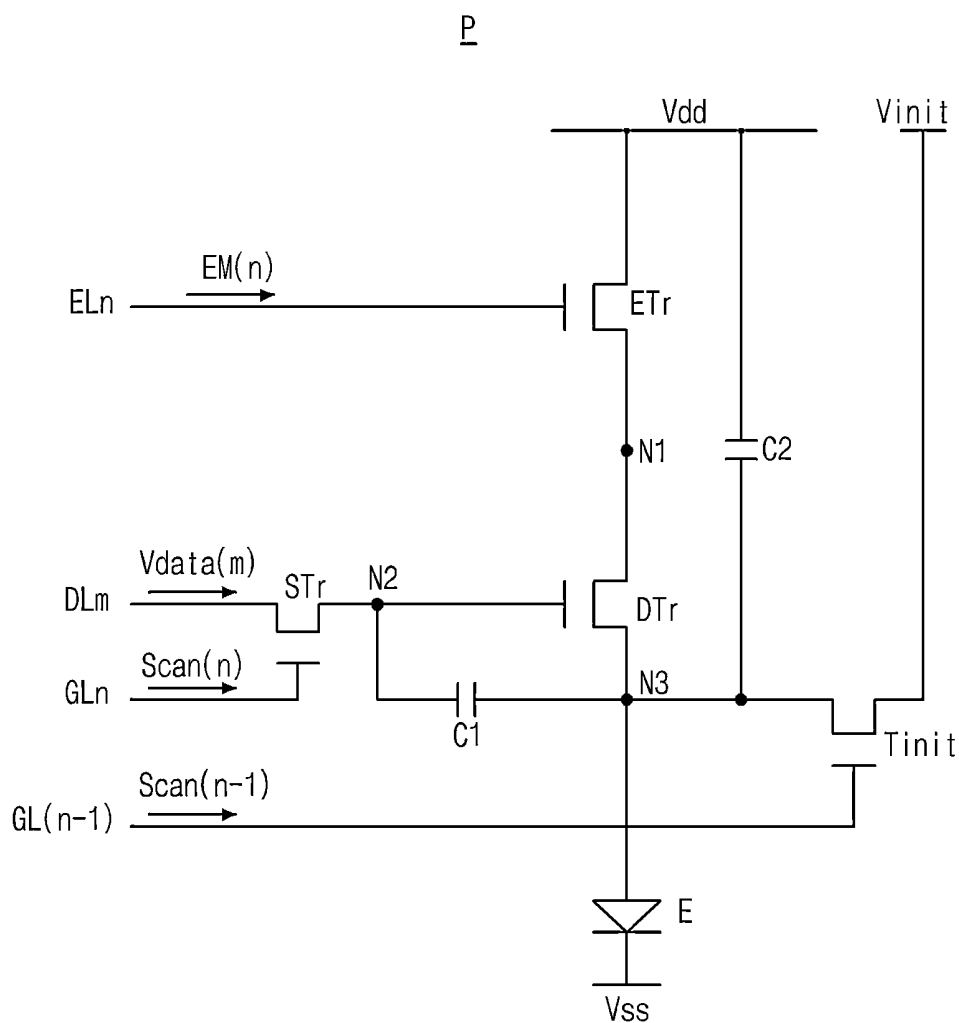 P
Vdd
Vinit
EM(n)
ELn
ETr
N1
C2
Vdata(m)
STr
N2
DLm
DTr
Scan(n)
GLn
N3
C1
Tinit
Scan(n-1)
GL(n-1)
E
Vss